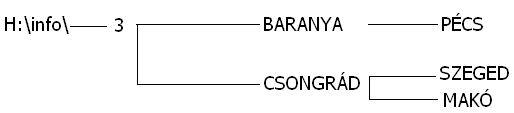 H:\info\ 3 BARANYA PÉCS
CSONGRÁD SZEGED
MAKÓ